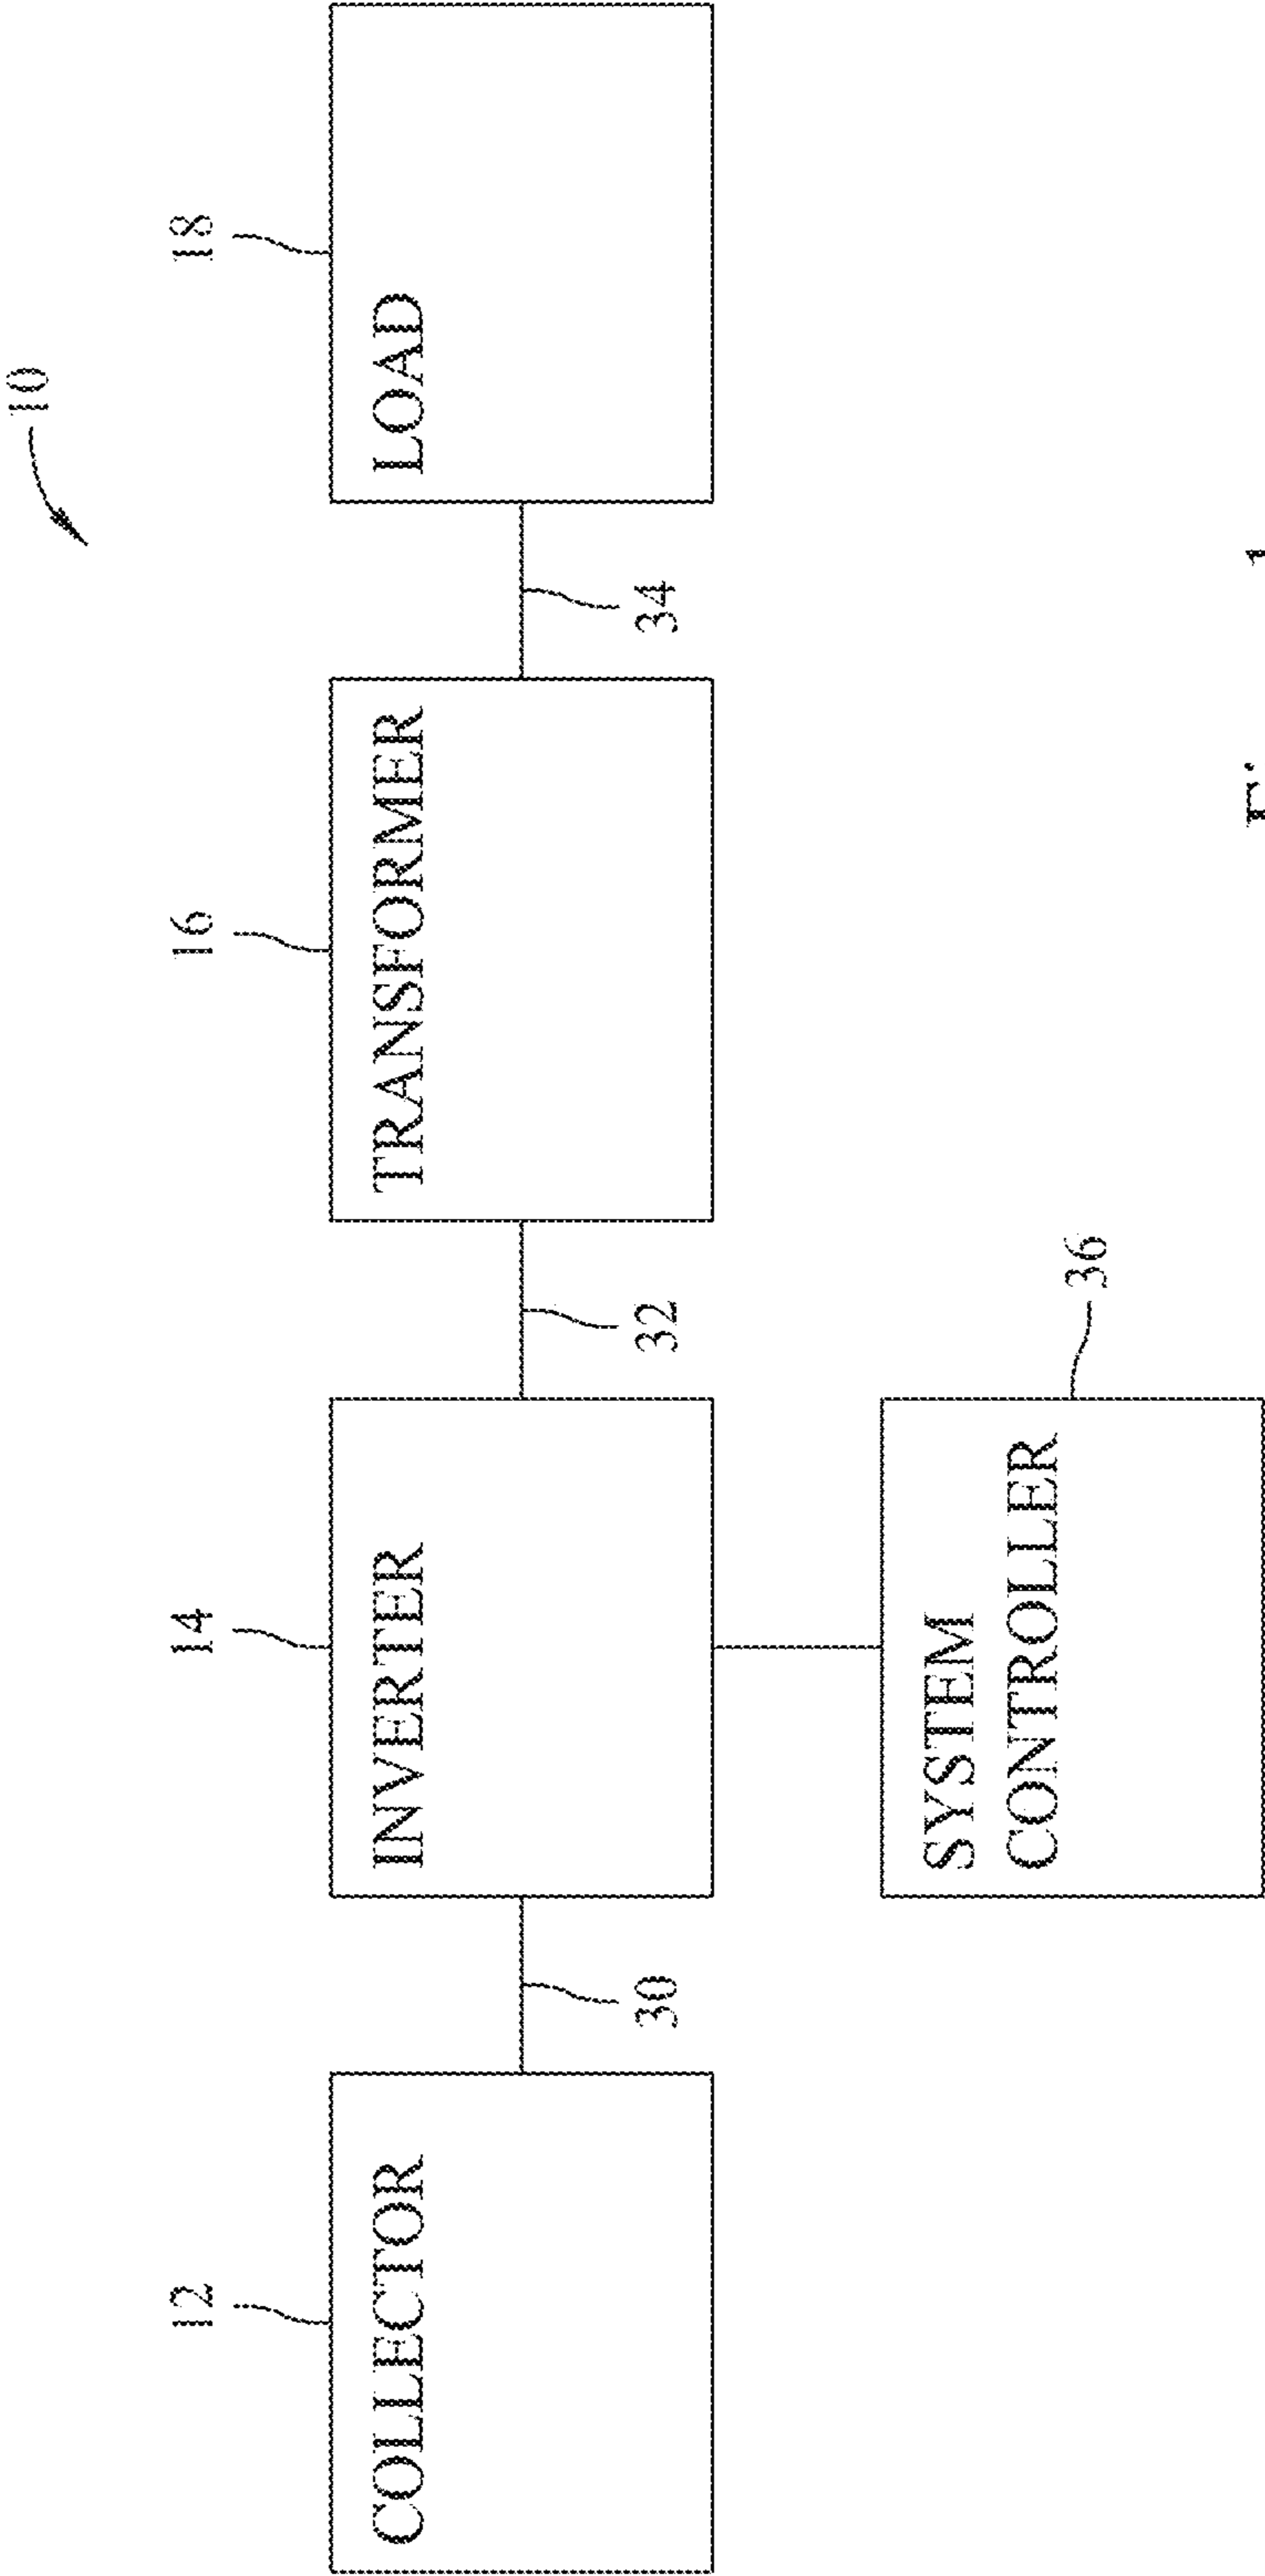 10
12
14
16
18
COLLECTOR
INVERTER
TRANSFORMER
LOAD
30
32
34
SYSTEM
CONTROLLER
36